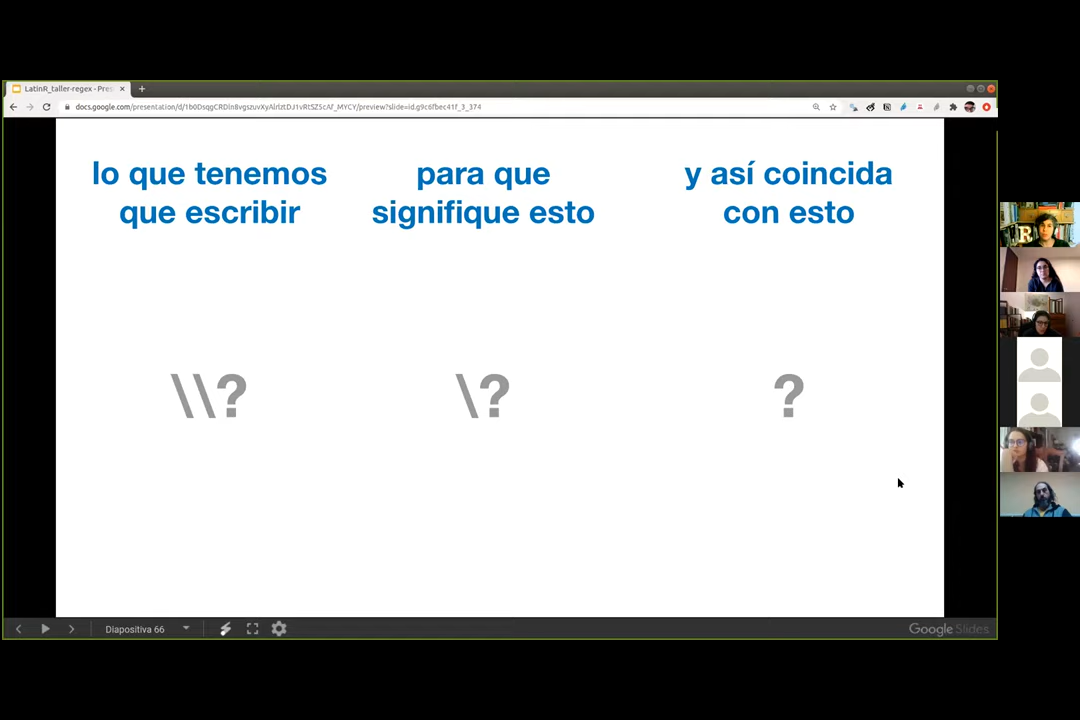 LatinR_taller-regex - Pres
lo que tenemos
que escribir
para que
signifique esto
y así coincida
con esto
\\?
\?
?
R
Diapositiva 66
Google Slides